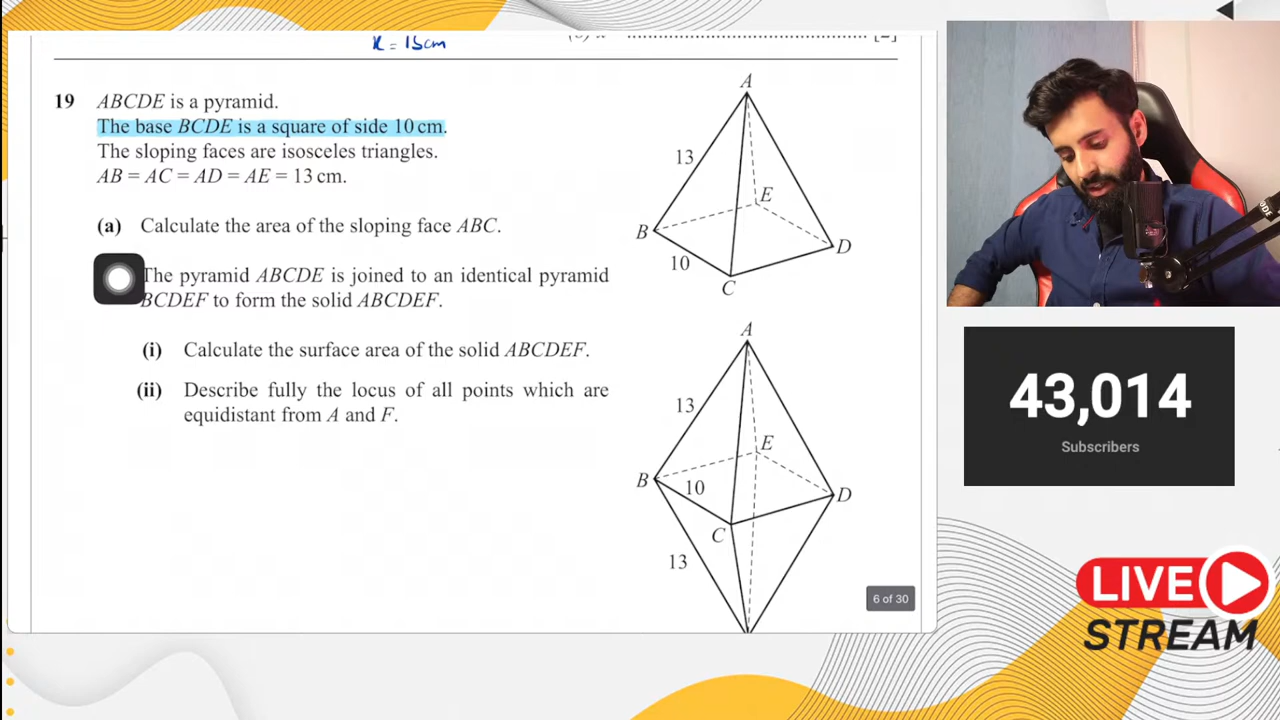 x = 15cm
19 ABCDE is a pyramid.
The base BCDE is a square of side 10 cm.
The sloping faces are isosceles triangles.
AB = AC = AD = AE = 13 cm.
(a) Calculate the area of the sloping face ABC.
The pyramid ABCDE is joined to an identical pyramid
BCDEF to form the solid ABCDEF.
(i) Calculate the surface area of the solid ABCDEF.
(ii) Describe fully the locus of all points which are
equidistant from A and F.
A
13
E
B
D
10
C
A
13
E
B
10
D
C
13
6 of 30
43,014
Subscribers
LIVE
STREAM